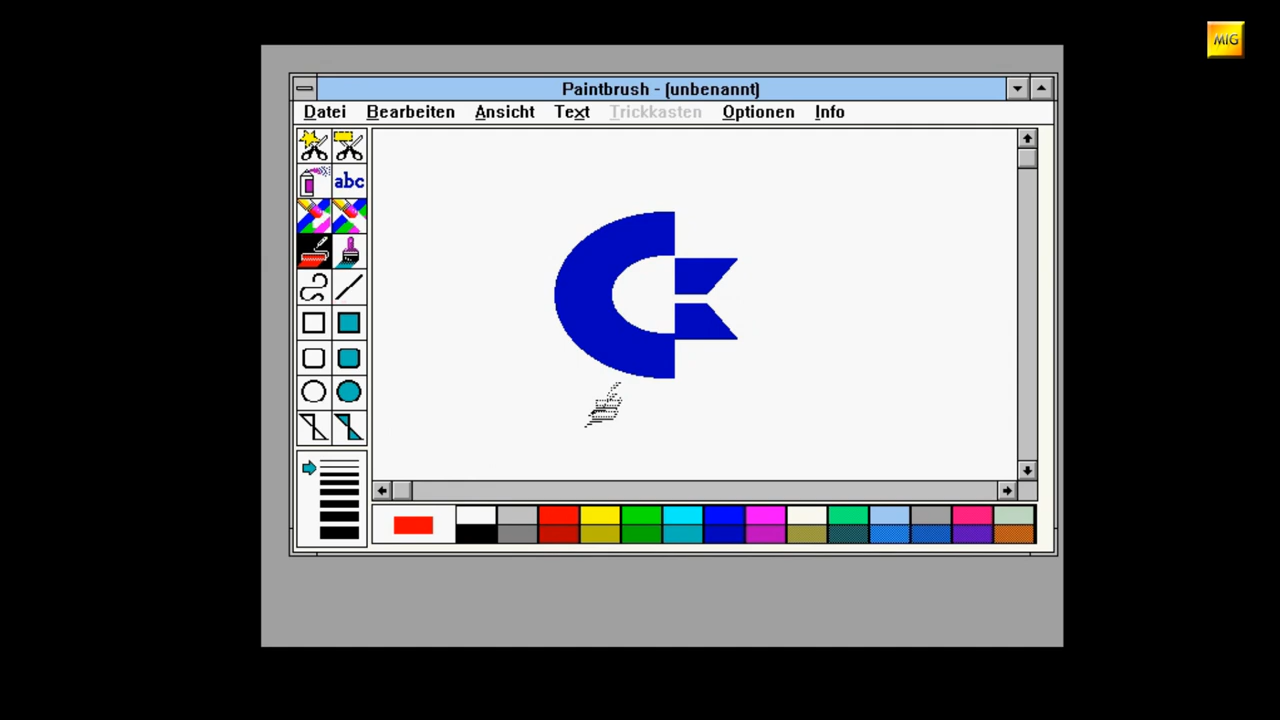 MIG
Paintbrush - (unbenannt)
Datei Bearbeiten Ansicht Text Trickkasten Optionen Info
abc